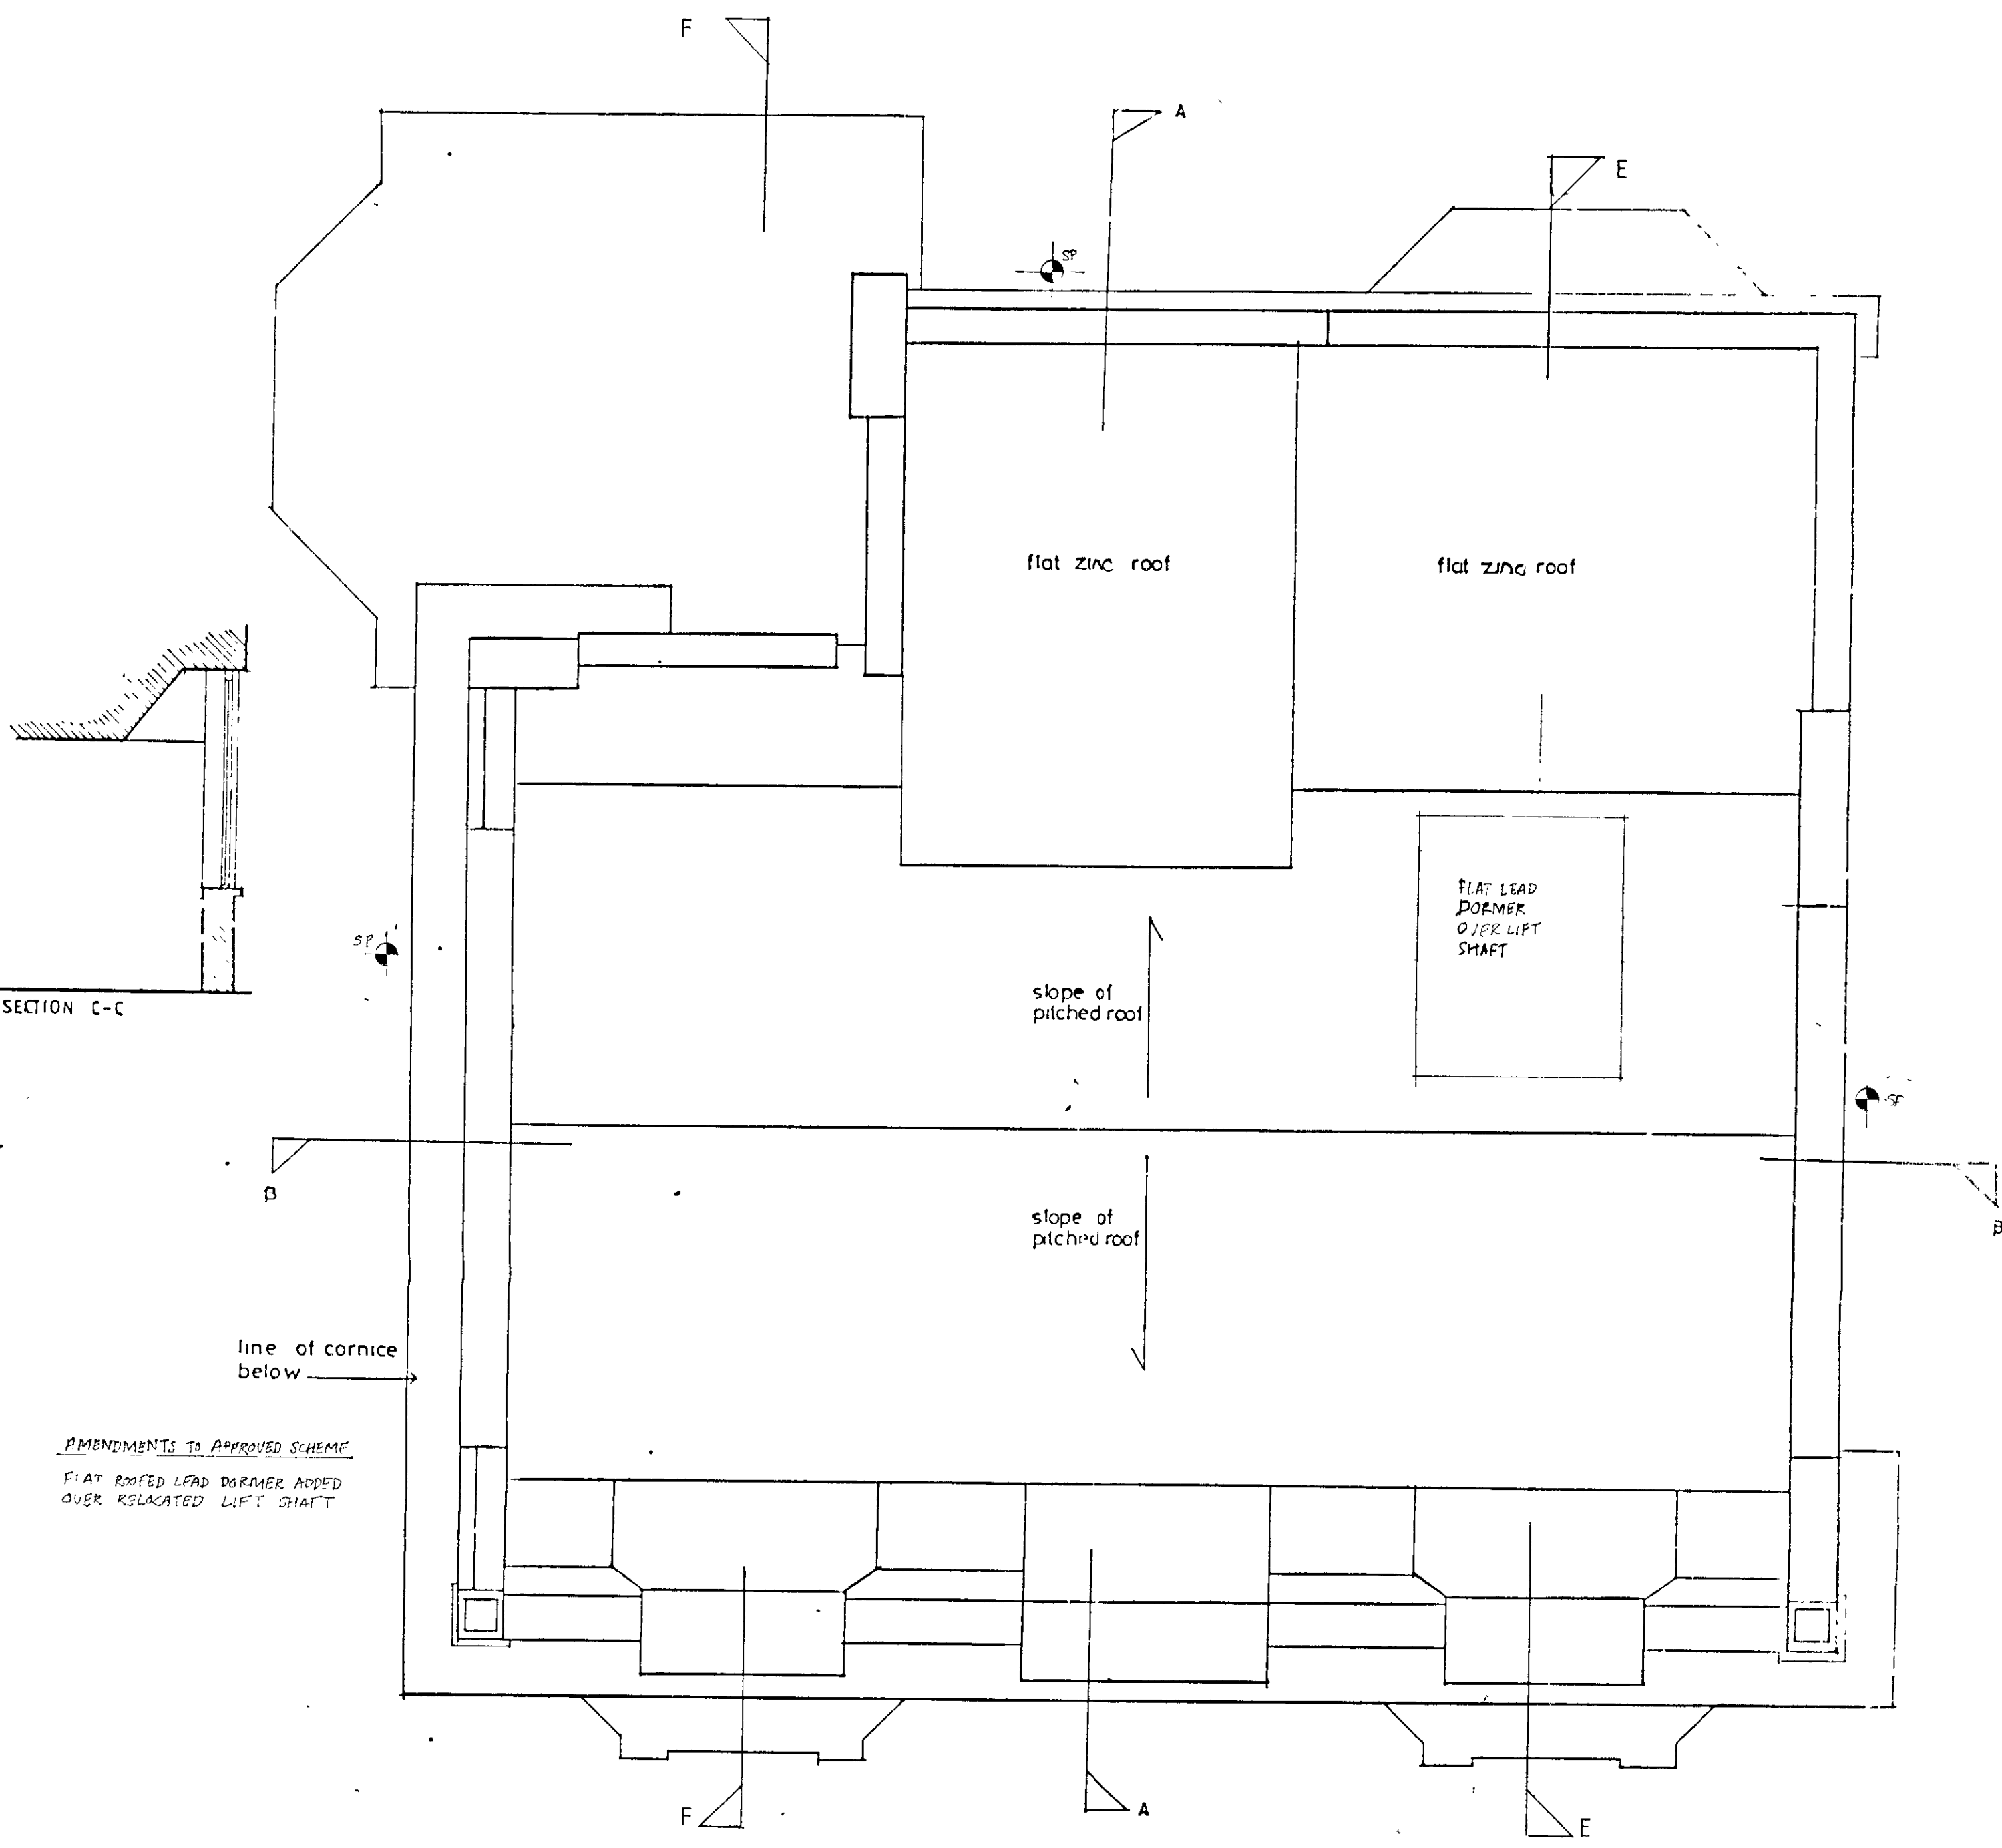 F
A
E
SP
flat zinc roof
flat zinc roof
FLAT LEAD
DORMER
OVER LIFT
SHAFT
SP
slope of
pitched roof
SECTION C-C
SP
B
B
slope of
pitched roof
line of cornice
below
AMENDMENTS TO APPROVED SCHEME
FLAT ROOFED LEAD DORMER ADDED
OVER RELOCATED LIFT SHAFT
F
A
E